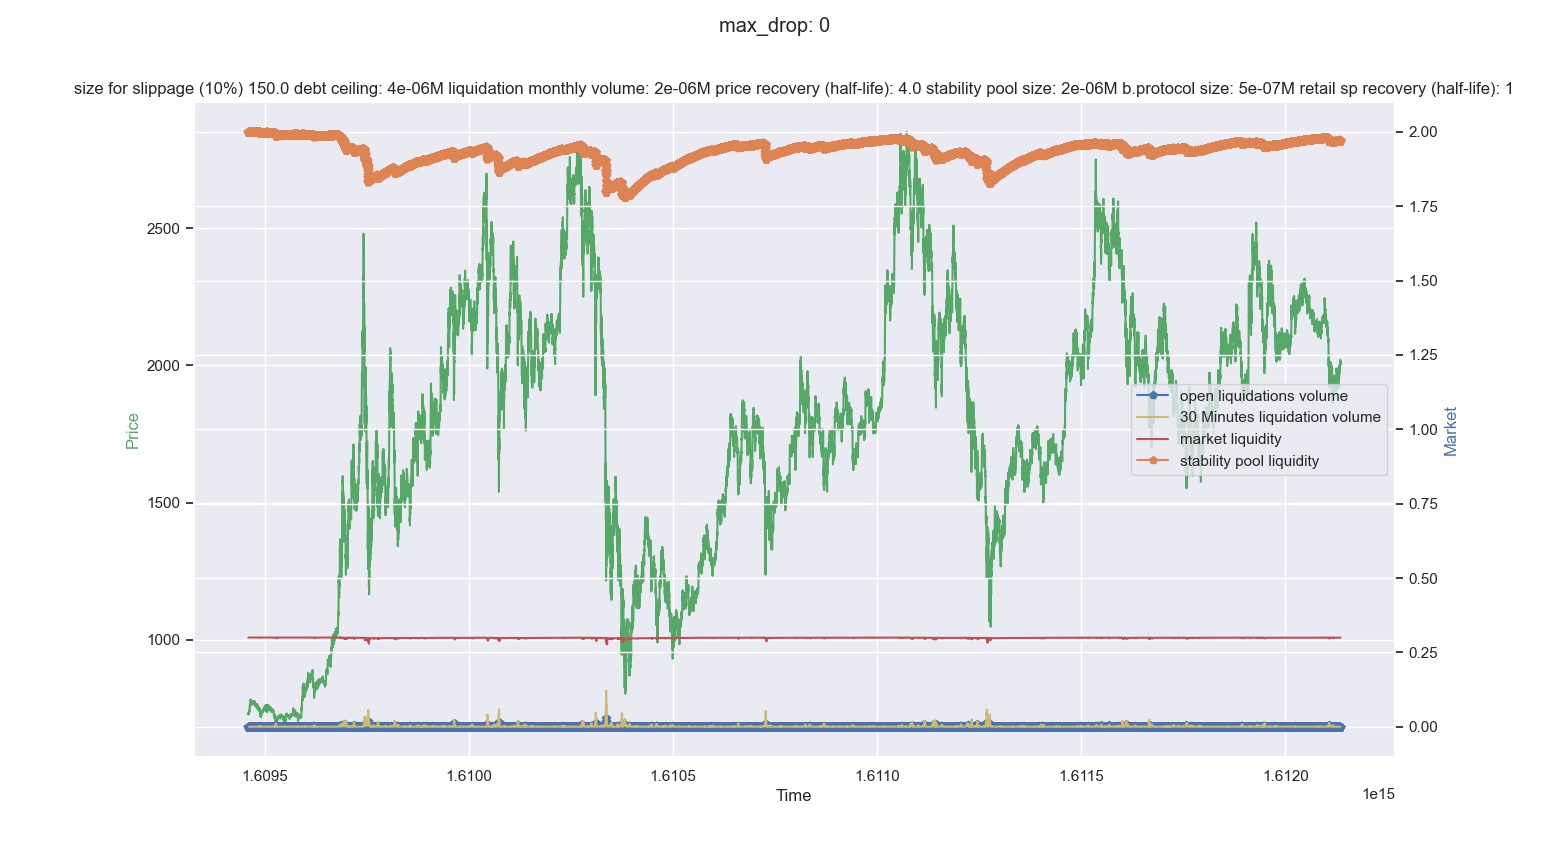 max_drop: 0
size for slippage (10%) 150.0 debt ceiling: 4e-06M liquidation monthly volume: 2e-06M price recovery (half-life): 4.0 stability pool size: 2e-06M b.protocol size: 5e-07M retail sp recovery (half-life): 1
2.00
1.75
2500
1.50
2000
1.25
open liquidations volume
30 Minutes liquidation volume
market liquidity
stability pool liquidity
Price
Market
1.00
1500
0.75
0.50
1000
0.25
0.00
1.6095 1.6100 1.6105 1.6110 1.6115 1.6120
Time
1e15